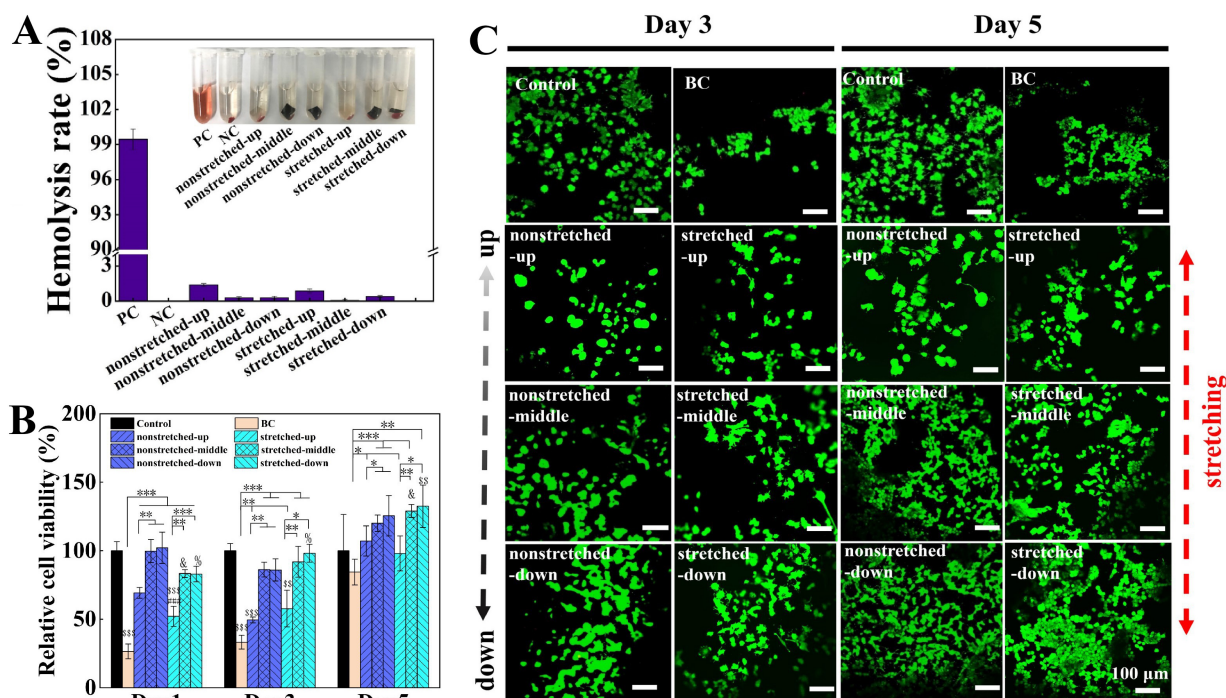 A
Hemolysis rate (%)
108
105
102
99
96
93
90
3
0
PC
NC
nonstretched-up
nonstretched-middle
nonstretched-down
stretched-up
stretched-middle
stretched-down
PC
NC
nonstretched-up
nonstretched-middle
nonstretched-down
stretched-up
stretched-middle
stretched-down
B
Relative cell viability (%)
200
150
100
50
0
Control
BC
nonstretched-up
stretched-up
nonstretched-middle
stretched-middle
nonstretched-down
stretched-down
***
**
***
**
$$$
$$$
###
&
%
***
**
**
*
**
$$$
$$$
$$
%
**
***
*
*
*
**
&
$$
Day 1
Day 3
Day 5
C
Day 3
Day 5
Control
BC
Control
BC
nonstretched
-up
stretched
-up
nonstretched
-up
stretched
-up
nonstretched
-middle
stretched
-middle
nonstretched
-middle
stretched
-middle
nonstretched
-down
stretched
-down
nonstretched
-down
stretched
-down
100 μm
up
down
stretching